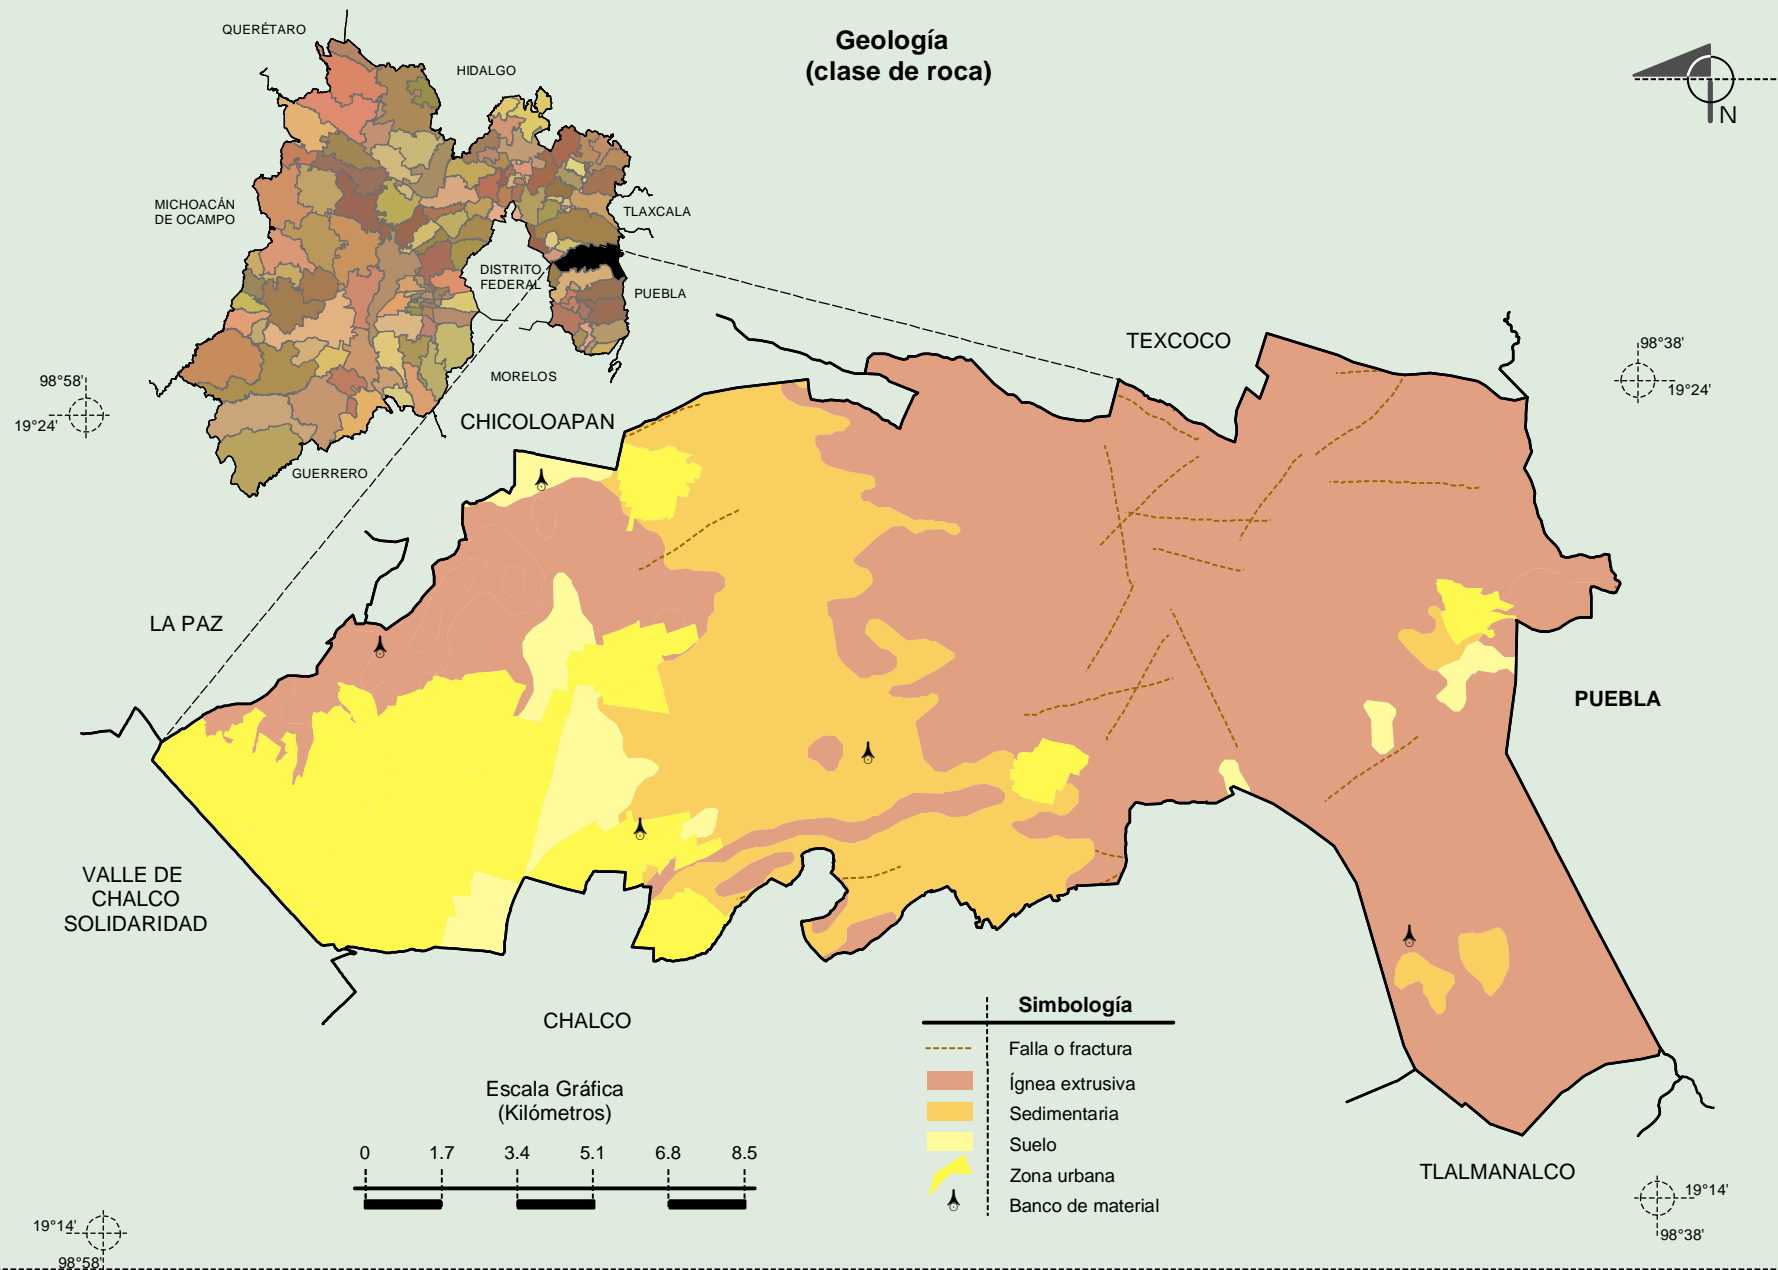 Geología
(clase de roca)
N
QUERÉTARO
HIDALGO
MICHOACÁN
DE OCAMPO
TLAXCALA
DISTRITO
FEDERAL
PUEBLA
MORELOS
GUERRERO
98°58'
19°24'
98°38'
19°24'
TEXCOCO
CHICOLOAPAN
LA PAZ
PUEBLA
VALLE DE
CHALCO
SOLIDARIDAD
CHALCO
TLALMANALCO
Simbología
Falla o fractura
Ígnea extrusiva
Sedimentaria
Suelo
Zona urbana
Banco de material
Escala Gráfica
(Kilómetros)
0 1.7 3.4 5.1 6.8 8.5
19°14'
98°58'
19°14'
98°38'